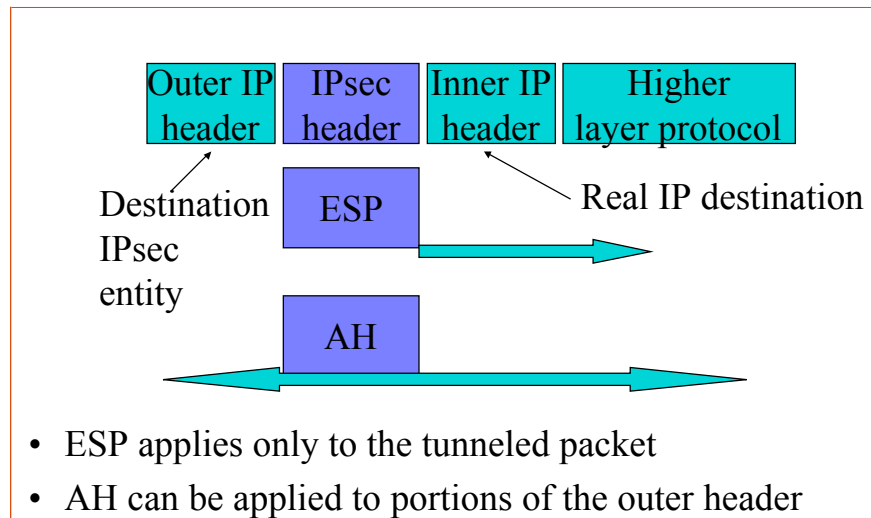 Outer IP header
IPsec header
Inner IP header
Higher layer protocol
Destination IPsec entity
ESP
Real IP destination
AH
• ESP applies only to the tunneled packet
• AH can be applied to portions of the outer header